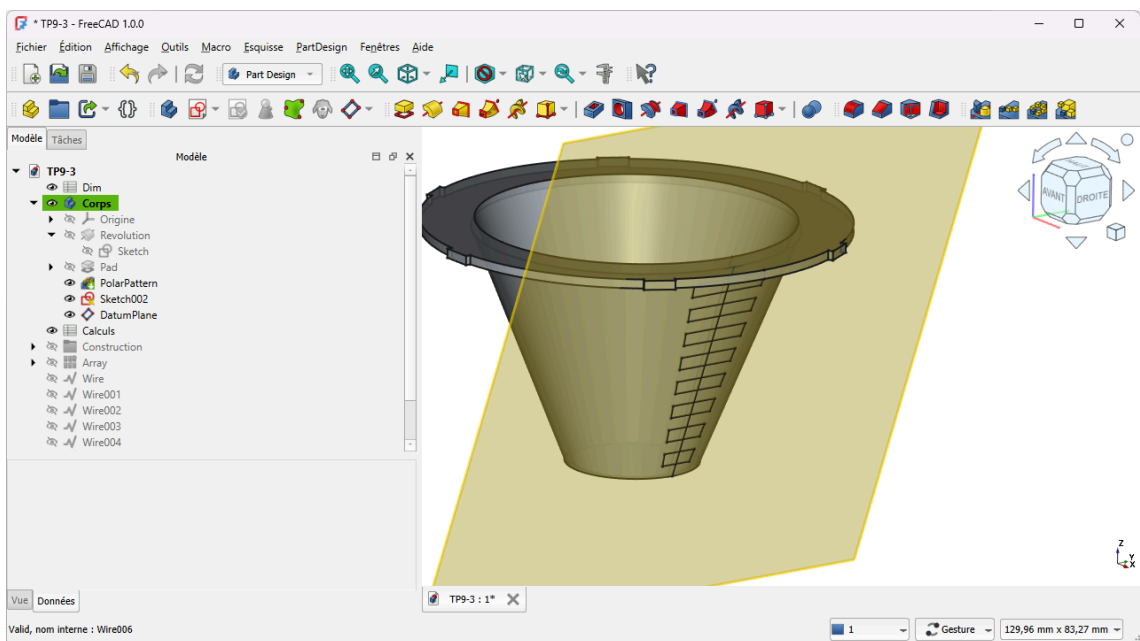 * TP9-3 - FreeCAD 1.0.0
Fichier Édition Affichage Outils Macro Esquisse PartDesign Fenêtres Aide
Part Design
Modèle Tâches
Modèle
TP9-3
Dim
Corps
Origine
Revolution
Sketch
Pad
PolarPattern
Sketch002
DatumPlane
Calculs
Construction
Array
Wire
Wire001
Wire002
Wire003
Wire004
AVANT DROITE
Z
Y
X
Vue Données
TP9-3 : 1*
Valid, nom interne : Wire006
1
Gesture
129,96 mm x 83,27 mm